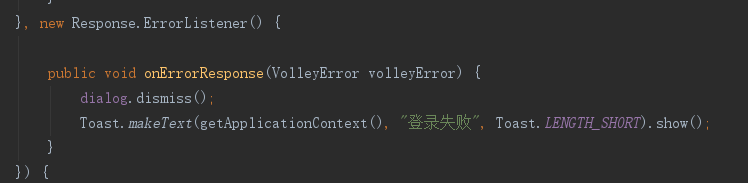 }, new Response.ErrorListener() {
public void onErrorResponse(VolleyError volleyError) {
dialog.dismiss();
Toast.makeText(getApplicationContext(), "登录失败", Toast.LENGTH_SHORT).show();
}
}) {